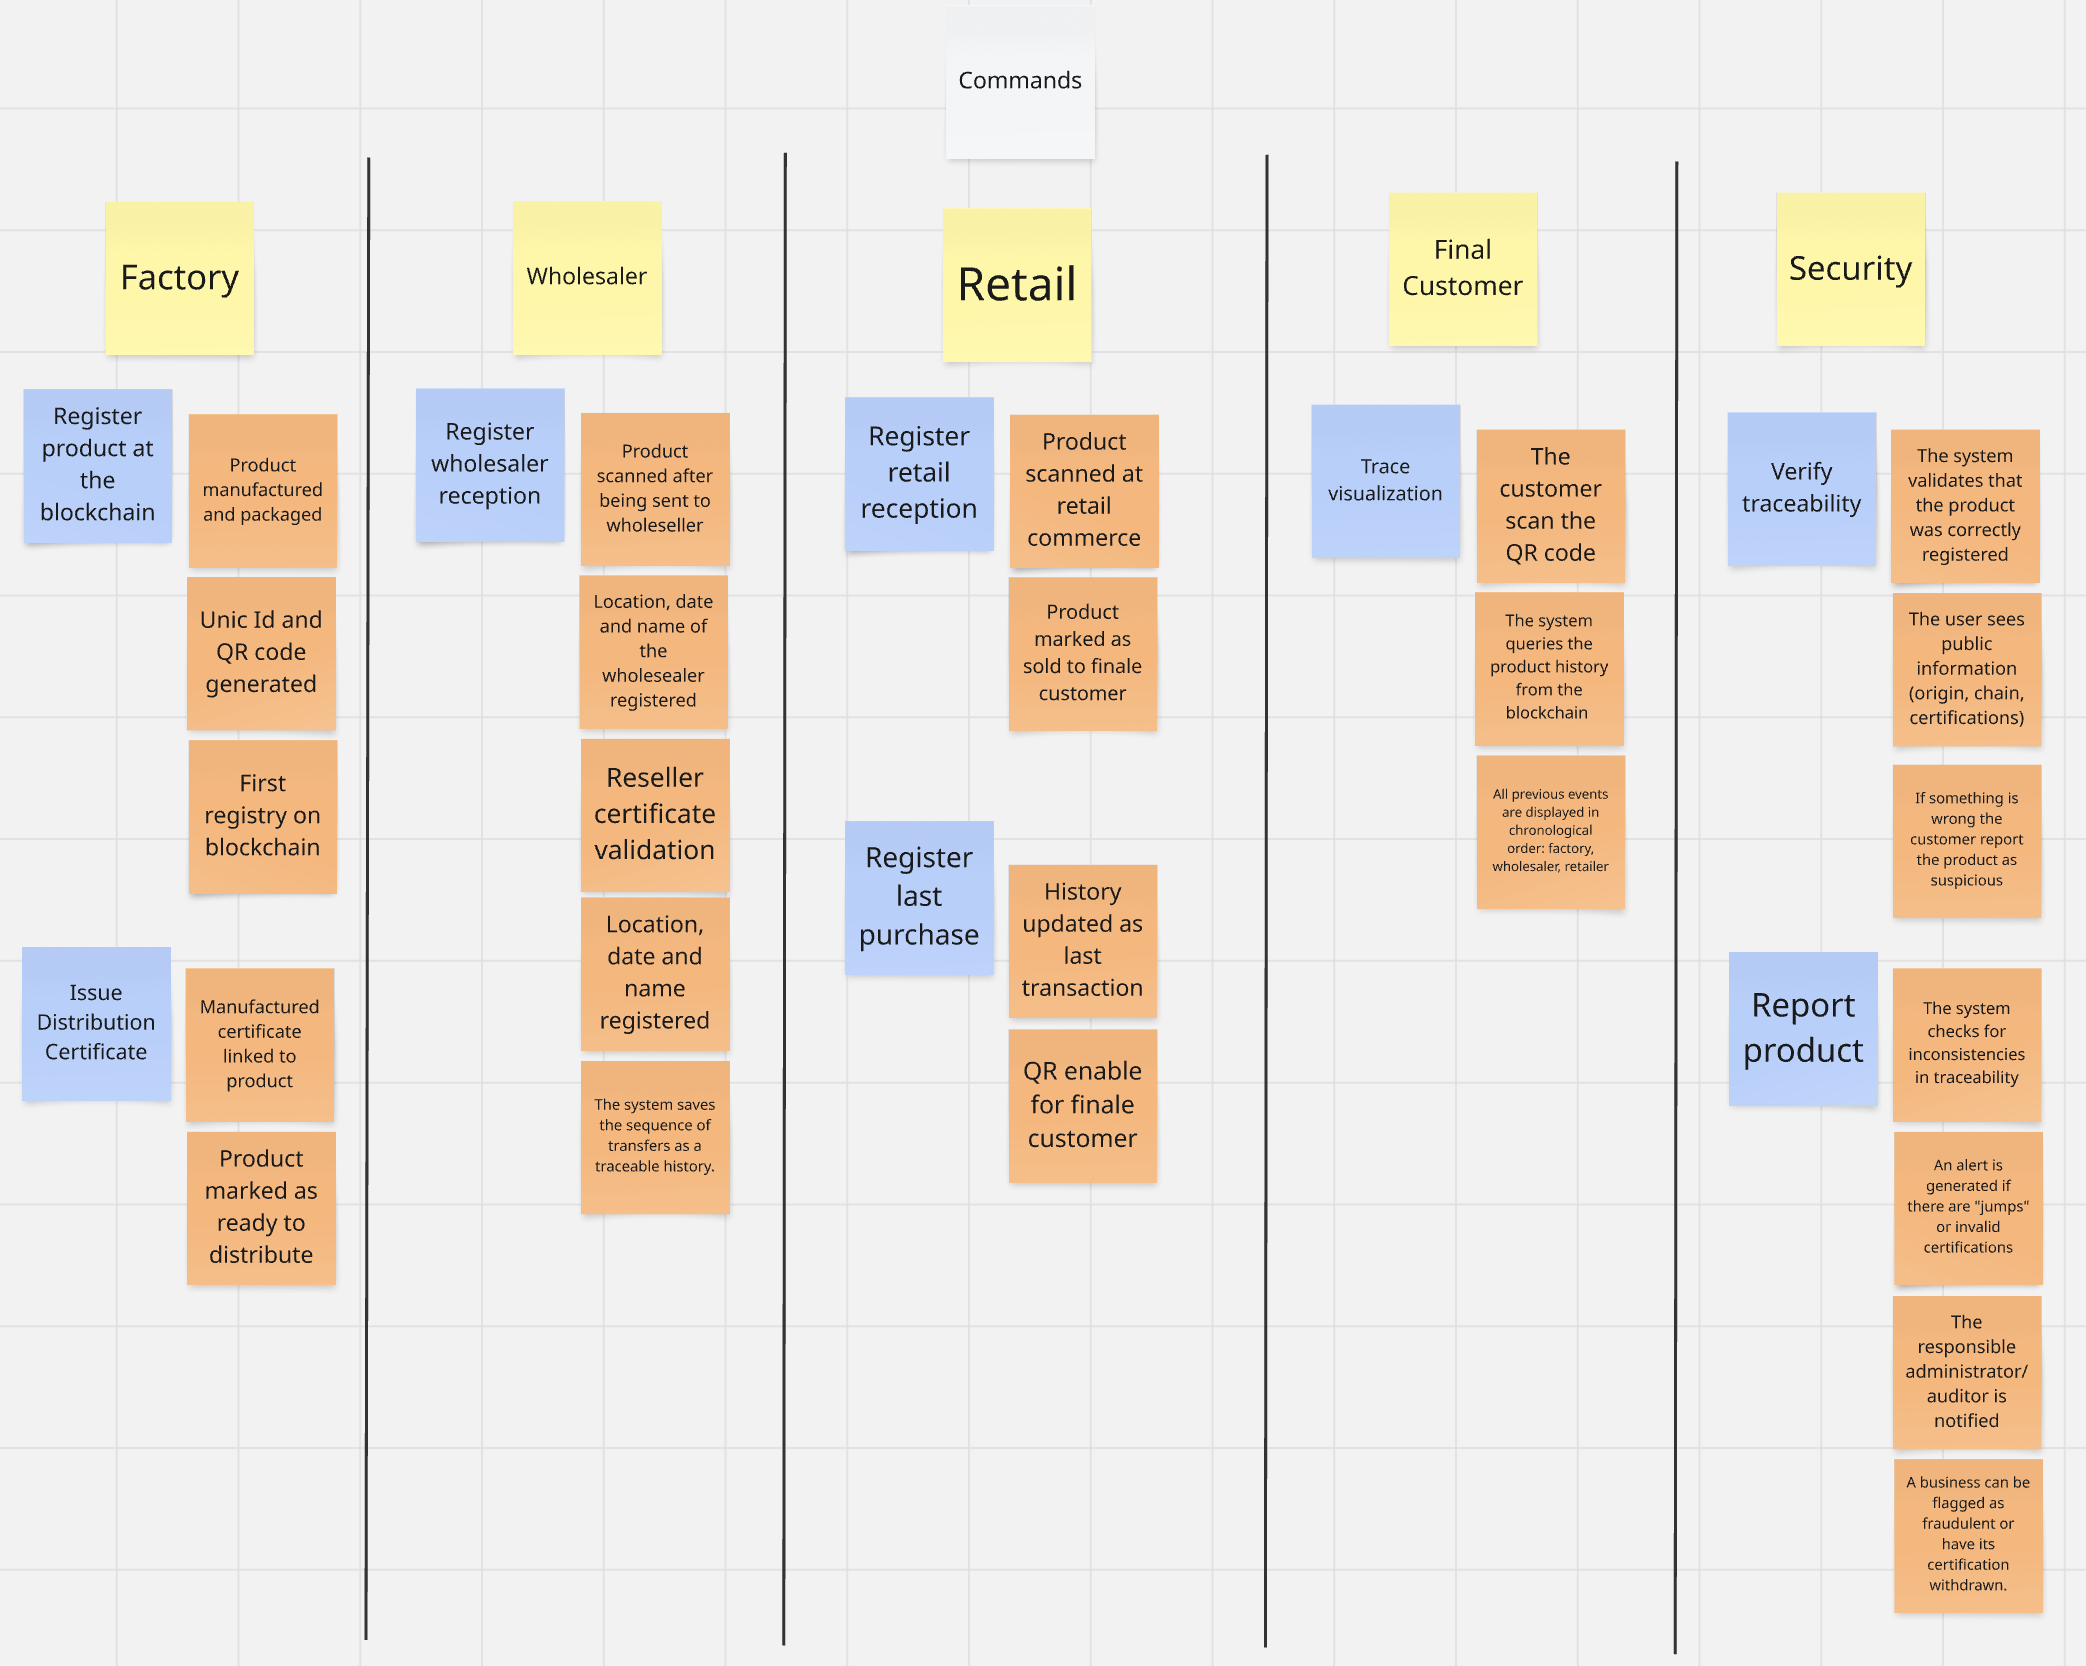 Commands
Factory
Register
product at
the
blockchain
Product
manufactured
and packaged
Unic Id and
QR code
generated
First
registry on
blockchain
Issue
Distribution
Certificate
Manufactured
certificate
linked to
product
Product
marked as
ready to
distribute
Wholesaler
Register
wholesaler
reception
Product
scanned after
being sent to
wholeseller
Location, date
and name of
the
wholesealer
registered
Reseller
certificate
validation
Location,
date and
name
registered
The system saves
the sequence of
transfers as a
traceable history.
Retail
Register
retail
reception
Product
scanned at
retail
commerce
Product
marked as
sold to finale
customer
Register
last
purchase
History
updated as
last
transaction
QR enable
for finale
customer
Final
Customer
Trace
visualization
The
customer
scan the
QR code
The system
queries the
product history
from the
blockchain
All previous events
are displayed in
chronological
order: factory,
wholesaler, retailer
Security
Verify
traceability
The system
validates that
the product
was correctly
registered
The user sees
public
information
(origin, chain,
certifications)
If something is
wrong the
customer report
the product as
suspicious
Report
product
The system
checks for
inconsistencies
in traceability
An alert is
generated if
there are "jumps"
or invalid
certifications
The
responsible
administrator/
auditor is
notified
A business can be
flagged as
fraudulent or
have its
certification
withdrawn.